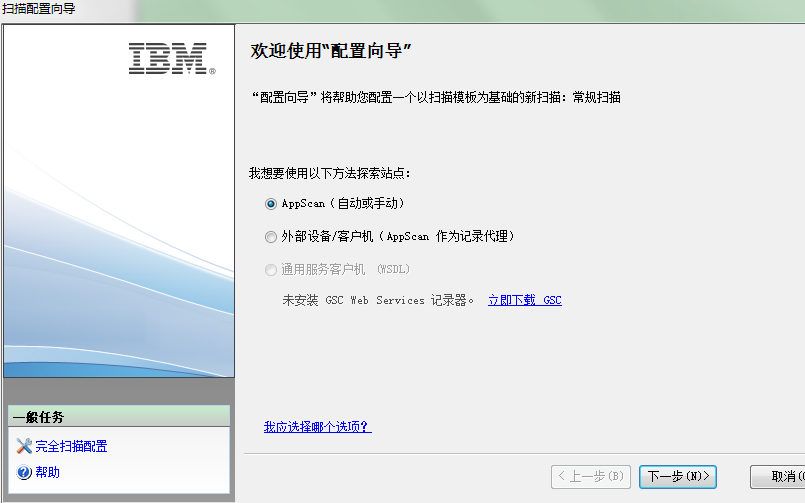 扫描配置向导
IBM®
欢迎使用“配置向导”
“配置向导”将帮助您配置一个以扫描模板为基础的新扫描：常规扫描
我想要使用以下方法探索站点：
AppScan（自动或手动）
外部设备/客户机（AppScan 作为记录代理）
通用服务客户机 （WSDL）
未安装 GSC Web Services 记录器。 立即下载 GSC
我应选择哪个选项？
一般任务
完全扫描配置
帮助
< 上一步(B)
下一步(N)>
取消(